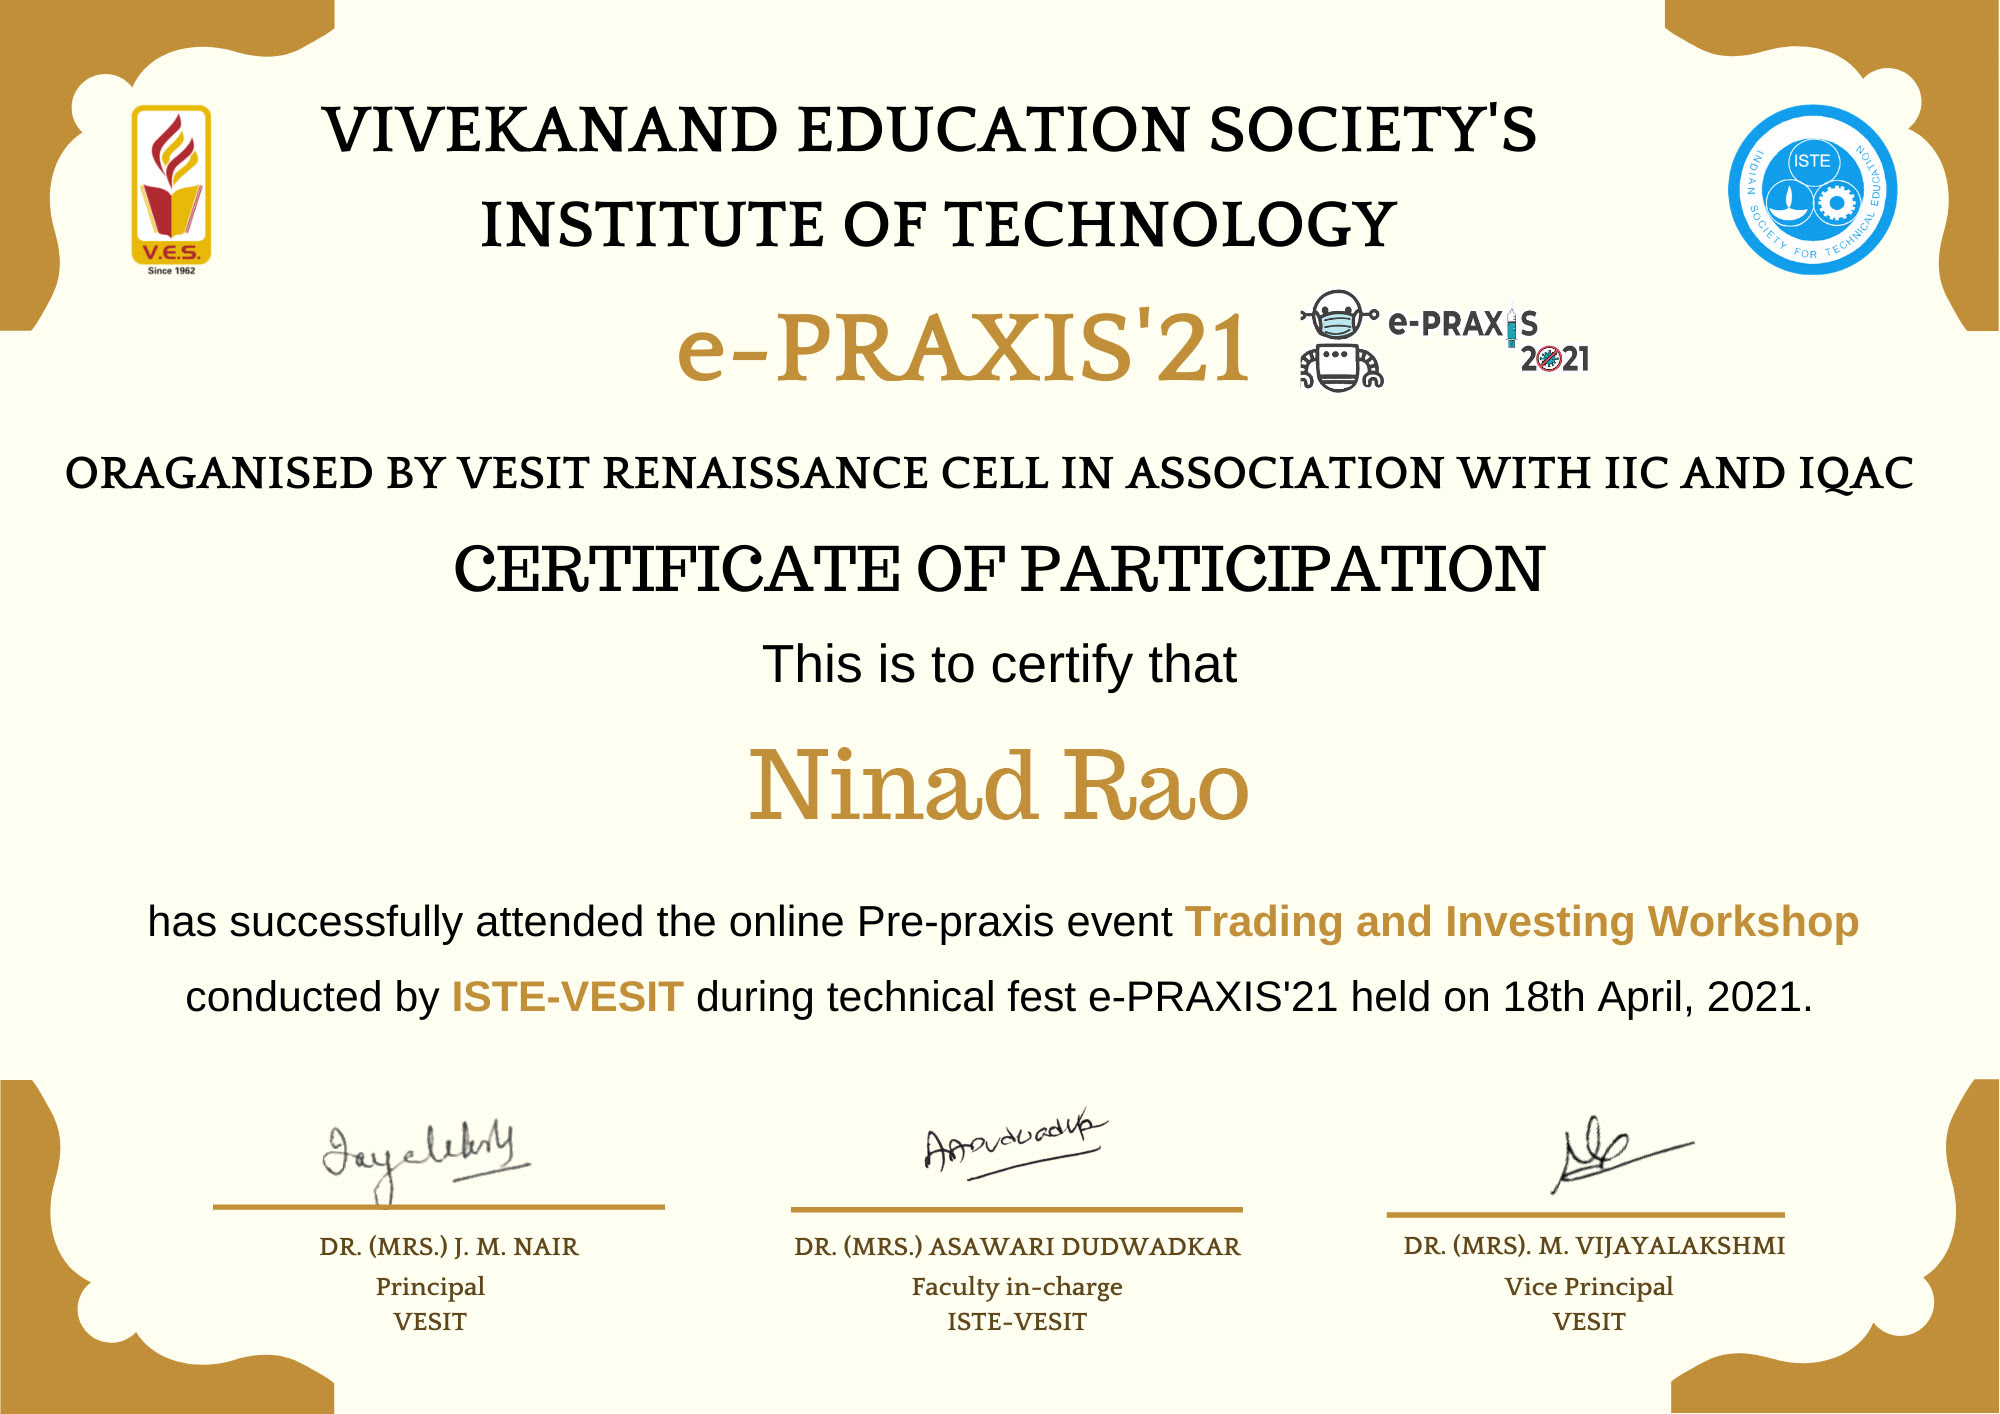 VIVEKANAND EDUCATION SOCIETY'S
INSTITUTE OF TECHNOLOGY
V.E.S.
Since 1962
ISTE
INDIAN SOCIETY FOR TECHNICAL EDUCATION
e-PRAXIS'21
e-PRAXIS
2021
ORAGANISED BY VESIT RENAISSANCE CELL IN ASSOCIATION WITH IIC AND IQAC
CERTIFICATE OF PARTICIPATION
This is to certify that
Ninad Rao
has successfully attended the online Pre-praxis event Trading and Investing Workshop
conducted by ISTE-VESIT during technical fest e-PRAXIS'21 held on 18th April, 2021.
DR. (MRS.) J. M. NAIR
Principal
VESIT
DR. (MRS.) ASAWARI DUDWADKAR
Faculty in-charge
ISTE-VESIT
DR. (MRS). M. VIJAYALAKSHMI
Vice Principal
VESIT